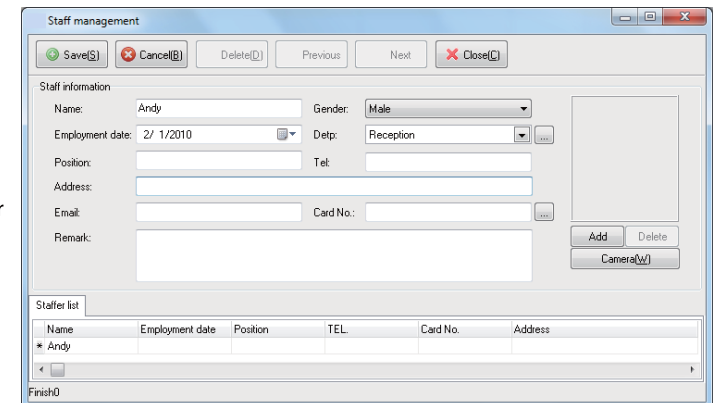 Staff management
Save(S) Cancel(B) Delete(D) Previous Next Close(C)
Staff information
Name: Andy Gender: Male
Employment date: 2/ 1/2010 Detp: Reception ...
Position: Tel:
Address:
r
Email: Card No.: ...
Remark: Add Delete
Camera(W)
Staffer list
Name Employment date Position TEL. Card No. Address
* Andy
Finish0